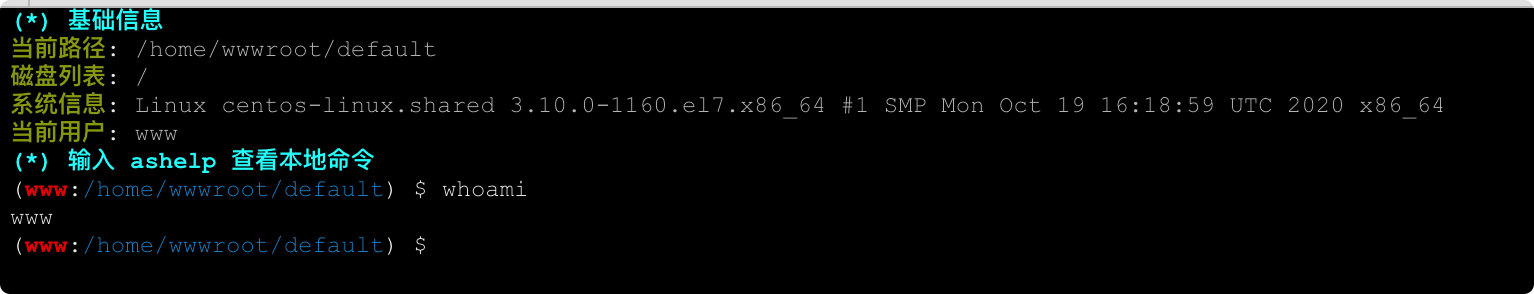 (*) 基础信息
当前路径: /home/wwwroot/default
磁盘列表: /
系统信息: Linux centos-linux.shared 3.10.0-1160.el7.x86_64 #1 SMP Mon Oct 19 16:18:59 UTC 2020 x86_64
当前用户: www
(*) 输入 ashelp 查看本地命令
(www:/home/wwwroot/default) $ whoami
www
(www:/home/wwwroot/default) $